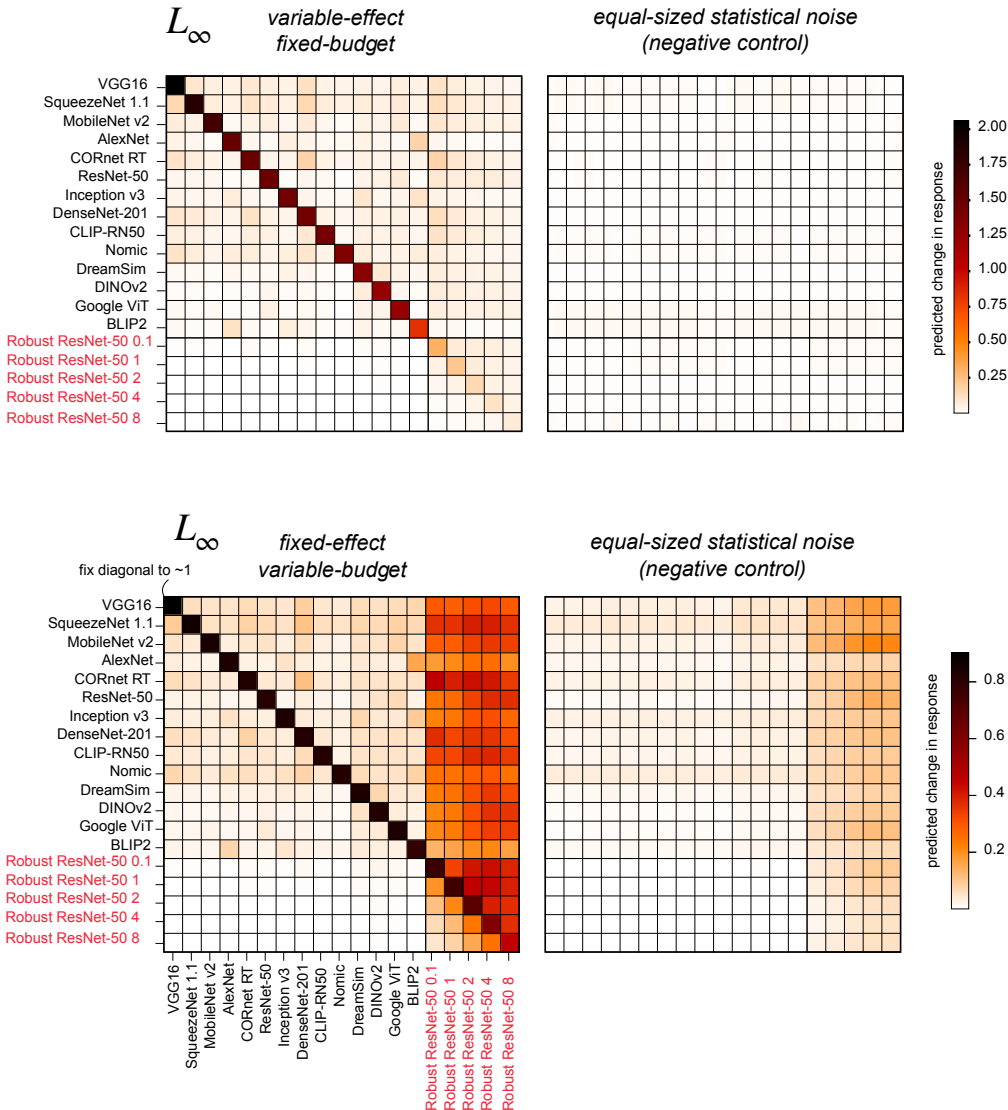 L∞
variable-effect
fixed-budget
equal-sized statistical noise
(negative control)
VGG16
SqueezeNet 1.1
MobileNet v2
AlexNet
CORnet RT
ResNet-50
Inception v3
DenseNet-201
CLIP-RN50
Nomic
DreamSim
DINOv2
Google ViT
BLIP2
Robust ResNet-50 0.1
Robust ResNet-50 1
Robust ResNet-50 2
Robust ResNet-50 4
Robust ResNet-50 8
2.00
1.75
1.50
1.25
1.00
0.75
0.50
0.25
predicted change in response
L∞
fixed-effect
variable-budget
equal-sized statistical noise
(negative control)
fix diagonal to ~1
VGG16
SqueezeNet 1.1
MobileNet v2
AlexNet
CORnet RT
ResNet-50
Inception v3
DenseNet-201
CLIP-RN50
Nomic
DreamSim
DINOv2
Google ViT
BLIP2
Robust ResNet-50 0.1
Robust ResNet-50 1
Robust ResNet-50 2
Robust ResNet-50 4
Robust ResNet-50 8
0.8
0.6
0.4
0.2
predicted change in response
VGG16
SqueezeNet 1.1
MobileNet v2
AlexNet
CORnet RT
ResNet-50
Inception v3
DenseNet-201
CLIP-RN50
Nomic
DreamSim
DINOv2
Google ViT
BLIP2
Robust ResNet-50 0.1
Robust ResNet-50 1
Robust ResNet-50 2
Robust ResNet-50 4
Robust ResNet-50 8